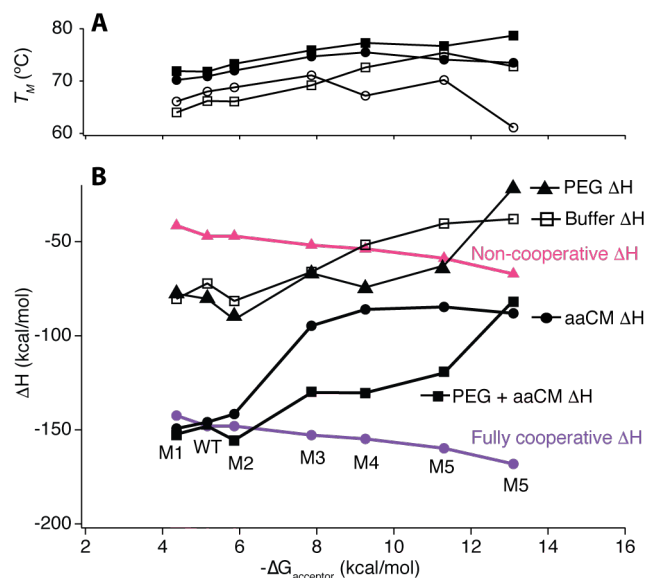 A
80
70
60
T_M (ºC)
B
PEG ΔH
Buffer ΔH
-50
Non-cooperative ΔH
-100
aaCM ΔH
ΔH (kcal/mol)
PEG + aaCM ΔH
-150
Fully cooperative ΔH
M1 WT M2 M3 M4 M5 M5
-200
2 4 6 8 10 12 14 16
-ΔG_acceptor (kcal/mol)